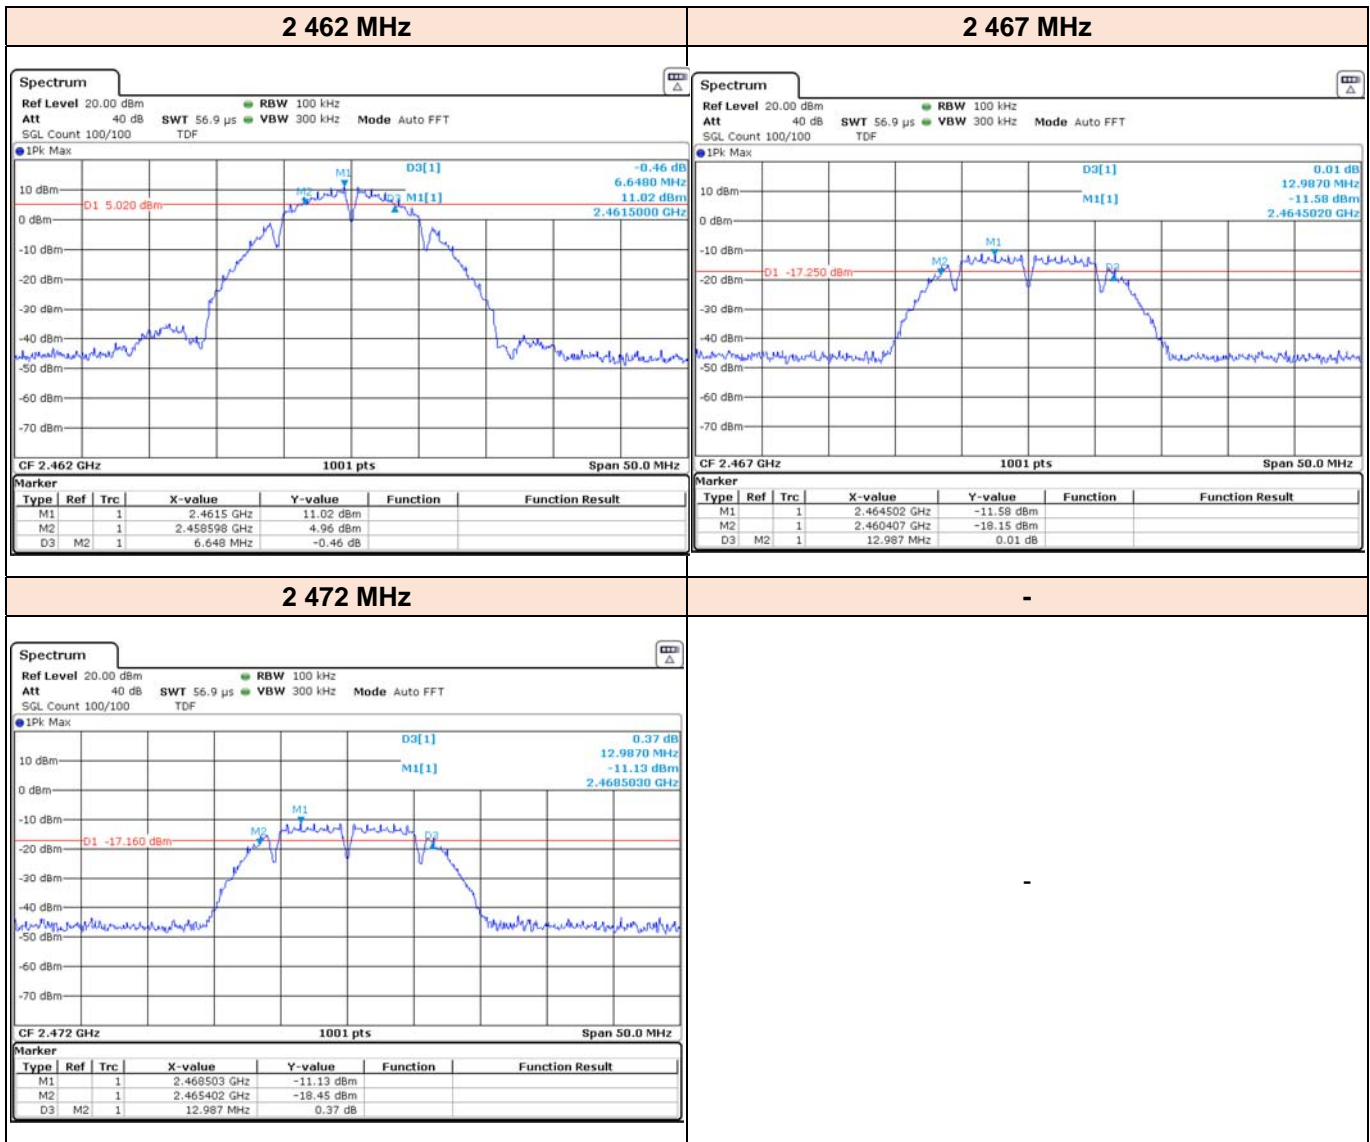 2 462 MHz
2 467 MHz
Spectrum
Ref Level 20.00 dBm RBW 100 kHz
Att 40 dB SWT 56.9 µs VBW 300 kHz Mode Auto FFT
SGL Count 100/100 TDF
1Pk Max
D3[1] -0.46 dB
6.6480 MHz
M1[1] 11.02 dBm
2.4615000 GHz
M1
M2
D3
10 dBm
D1 5.020 dBm
0 dBm
-10 dBm
-20 dBm
-30 dBm
-40 dBm
-50 dBm
-60 dBm
-70 dBm
CF 2.462 GHz 1001 pts Span 50.0 MHz
Marker
Type Ref Trc X-value Y-value Function Function Result
M1 1 2.4615 GHz 11.02 dBm
M2 1 2.458598 GHz 4.96 dBm
D3 M2 1 6.648 MHz -0.46 dB
Spectrum
Ref Level 20.00 dBm RBW 100 kHz
Att 40 dB SWT 56.9 µs VBW 300 kHz Mode Auto FFT
SGL Count 100/100 TDF
1Pk Max
D3[1] 0.01 dB
12.9870 MHz
M1[1] -11.58 dBm
2.4645020 GHz
10 dBm
0 dBm
-10 dBm
M1
M2
D3
D1 -17.250 dBm
-20 dBm
-30 dBm
-40 dBm
-50 dBm
-60 dBm
-70 dBm
CF 2.467 GHz 1001 pts Span 50.0 MHz
Marker
Type Ref Trc X-value Y-value Function Function Result
M1 1 2.464502 GHz -11.58 dBm
M2 1 2.460407 GHz -18.15 dBm
D3 M2 1 12.987 MHz 0.01 dB
2 472 MHz
-
Spectrum
Ref Level 20.00 dBm RBW 100 kHz
Att 40 dB SWT 56.9 µs VBW 300 kHz Mode Auto FFT
SGL Count 100/100 TDF
1Pk Max
D3[1] 0.37 dB
12.9870 MHz
M1[1] -11.13 dBm
2.4685030 GHz
10 dBm
0 dBm
-10 dBm
M1
M2
D3
D1 -17.160 dBm
-20 dBm
-30 dBm
-40 dBm
-50 dBm
-60 dBm
-70 dBm
CF 2.472 GHz 1001 pts Span 50.0 MHz
Marker
Type Ref Trc X-value Y-value Function Function Result
M1 1 2.468503 GHz -11.13 dBm
M2 1 2.465402 GHz -18.45 dBm
D3 M2 1 12.987 MHz 0.37 dB
-